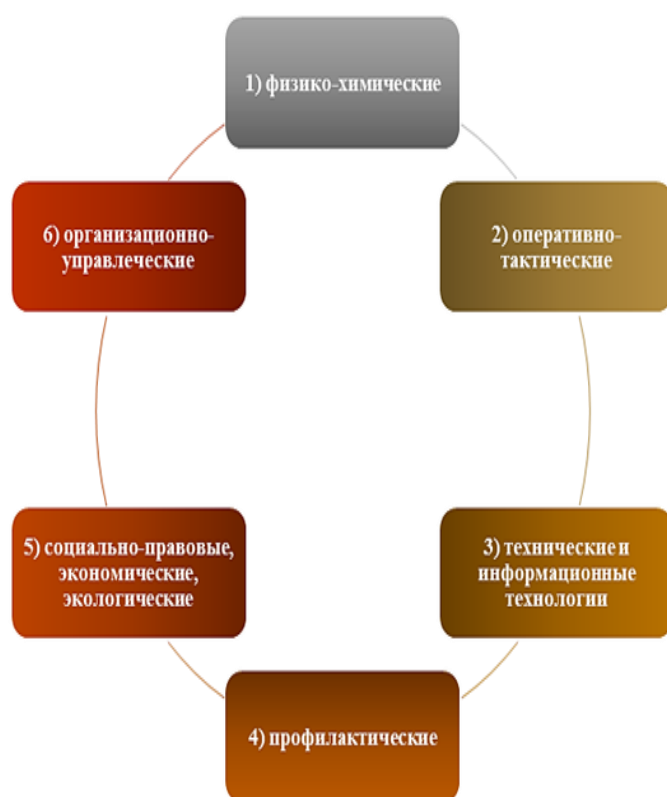 1) физико-химические
2) оперативно-
тактические
3) технические и
информационные
технологии
4) профилактические
5) социально-правовые,
экономические,
экологические
6) организационно-
управлеческие